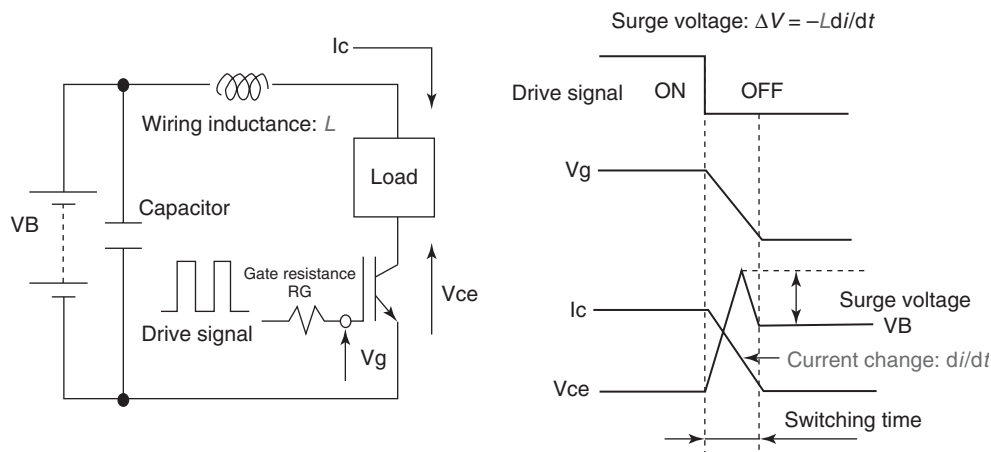 Ic
Wiring inductance: L
Load
VB
Capacitor
Gate resistance
RG
Drive signal
Vg
Vce
Surge voltage: ΔV = –Ldi/dt
Drive signal
ON
OFF
Vg
Ic
Surge voltage
VB
Current change: di/dt
Vce
Switching time